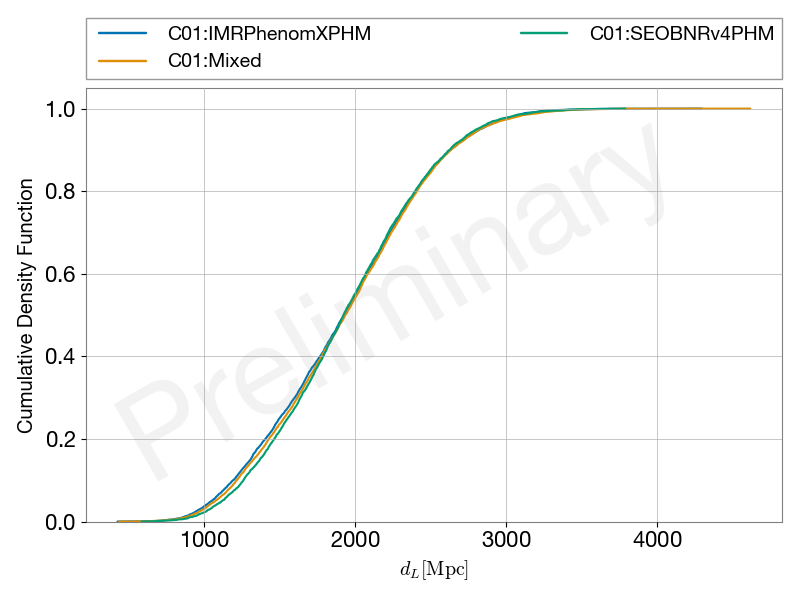 C01:IMRPhenomXPHM
C01:Mixed
C01:SEOBNRv4PHM
Cumulative Density Function
1.0
0.8
0.6
0.4
0.2
0.0
Preliminary
1000 2000 3000 4000
d_L[Mpc]